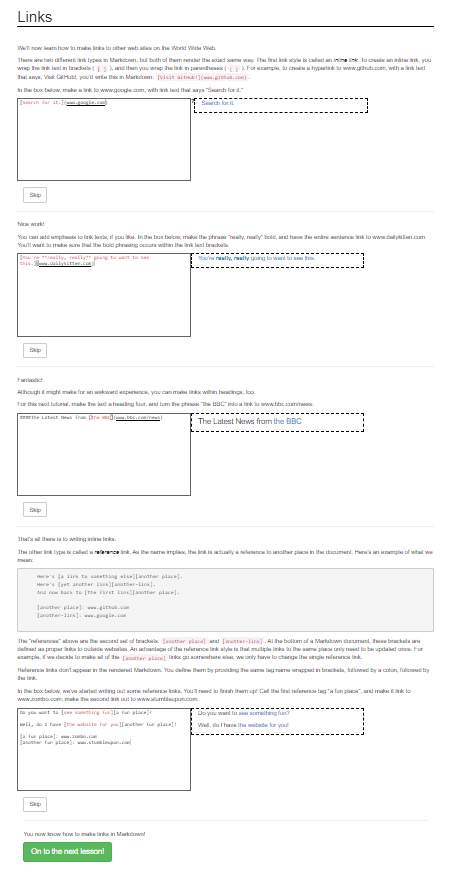 Links
We'll now learn how to make links to other web sites on the World Wide Web.
There are two different link types in Markdown, but both of them render the exact same way. The first link style is called an inline link. To create an inline link, you
wrap the link text in brackets ( [ ] ), and then you wrap the link in parentheses ( ( ) ). For example, to create a hyperlink to www.github.com, with a link text
that says, Visit GitHub!, you'd write this in Markdown: [Visit GitHub!](www.github.com).
In the box below, make a link to www.google.com, with link text that says "Search for it."
[Search for it.](www.google.com)
Search for it.
Skip
Nice work!
You can add emphasis to link texts, if you like. In the box below, make the phrase "really, really" bold, and have the entire sentence link to www.dailykitten.com.
You'll want to make sure that the bold phrasing occurs within the link text brackets.
[You're **really, really** going to want to see
this.](www.dailykitten.com)
You're really, really going to want to see this.
Skip
Fantastic!
Although it might make for an awkward experience, you can make links within headings, too.
For this next tutorial, make the text a heading four, and turn the phrase "the BBC" into a link to www.bbc.com/news.
####The Latest News from [the BBC](www.bbc.com/news)
The Latest News from the BBC
Skip
That's all there is to writing inline links.
The other link type is called a reference link. As the name implies, the link is actually a reference to another place in the document. Here's an example of what we
mean:
Here's [a link to something else][another place].
Here's [yet another link][another-link].
And now back to [the first link][another place].
[another place]: www.github.com
[another-link]: www.google.com
The "references" above are the second set of brackets: [another place] and [another-link]. At the bottom of a Markdown document, these brackets are
defined as proper links to outside websites. An advantage of the reference link style is that multiple links to the same place only need to be updated once. For
example, if we decide to make all of the [another place] links go somewhere else, we only have to change the single reference link.
Reference links don't appear in the rendered Markdown. You define them by providing the same tag name wrapped in brackets, followed by a colon, followed by
the link.
In the box below, we've started writing out some reference links. You'll need to finish them up! Call the first reference tag "a fun place", and make it link to
www.zombo.com; make the second link out to www.stumbleupon.com.
Do you want to [see something fun][a fun place]?
Well, do I have [the website for you][another fun place]!
[a fun place]: www.zombo.com
[another fun place]: www.stumbleupon.com
Do you want to see something fun?
Well, do I have the website for you!
Skip
You now know how to make links in Markdown!
On to the next lesson!